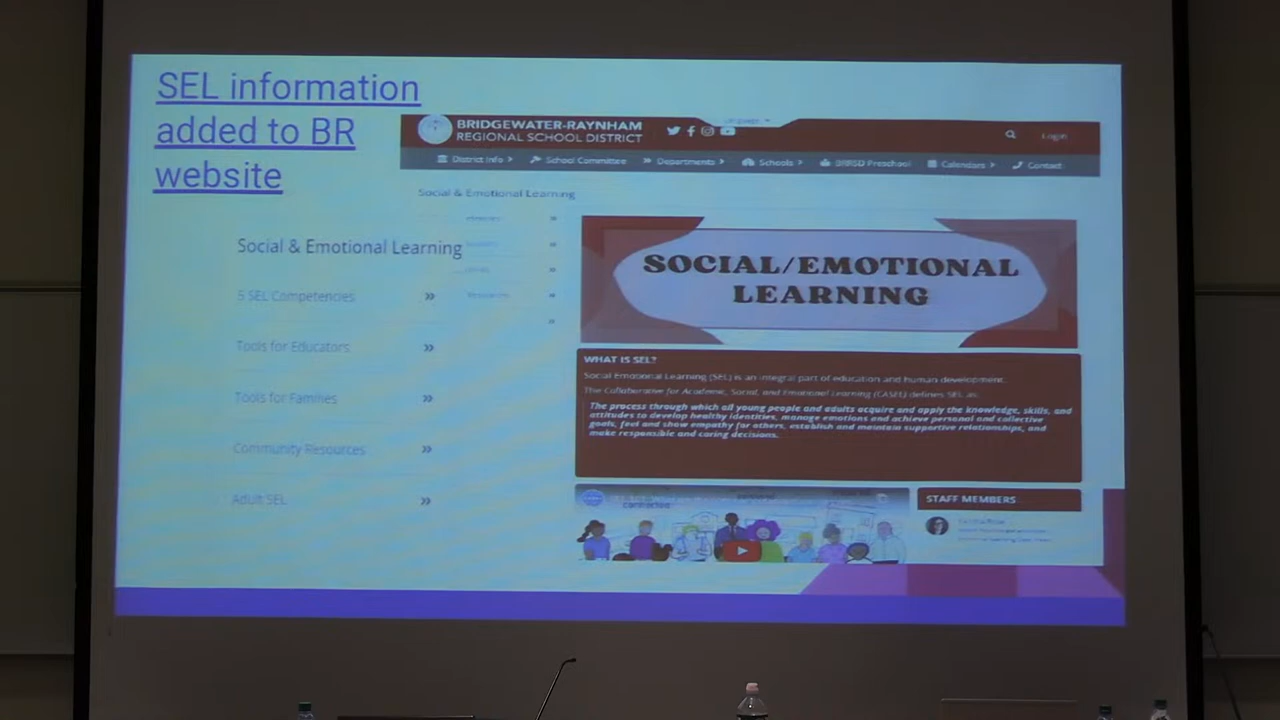 SEL information
added to BR
website
BRIDGEWATER-RAYNHAM
REGIONAL SCHOOL DISTRICT
Login
District Info
School Committee
Departments
Schools
BRRSD Preschool
Calendars
Contact
Social & Emotional Learning
Social & Emotional Learning
5 SEL Competencies
Tools for Educators
Tools for Families
Community Resources
Adult SEL
SOCIAL/EMOTIONAL
LEARNING
WHAT IS SEL?
Social Emotional Learning (SEL) is an integral part of education and human development.
The Collaborative for Academic, Social, and Emotional Learning (CASEL) defines SEL as:
The process through which all young people and adults acquire and apply the knowledge, skills, and
attitudes to develop healthy identities, manage emotions and achieve personal and collective
goals, feel and show empathy for others, establish and maintain supportive relationships, and
make responsible and caring decisions.
STAFF MEMBERS